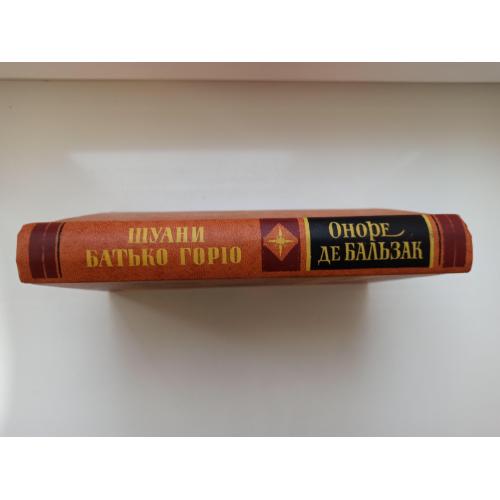 ШУАНИ
БАТЬКО ГОРІО
ОНОРЕ
ДЕ БАЛЬЗАК